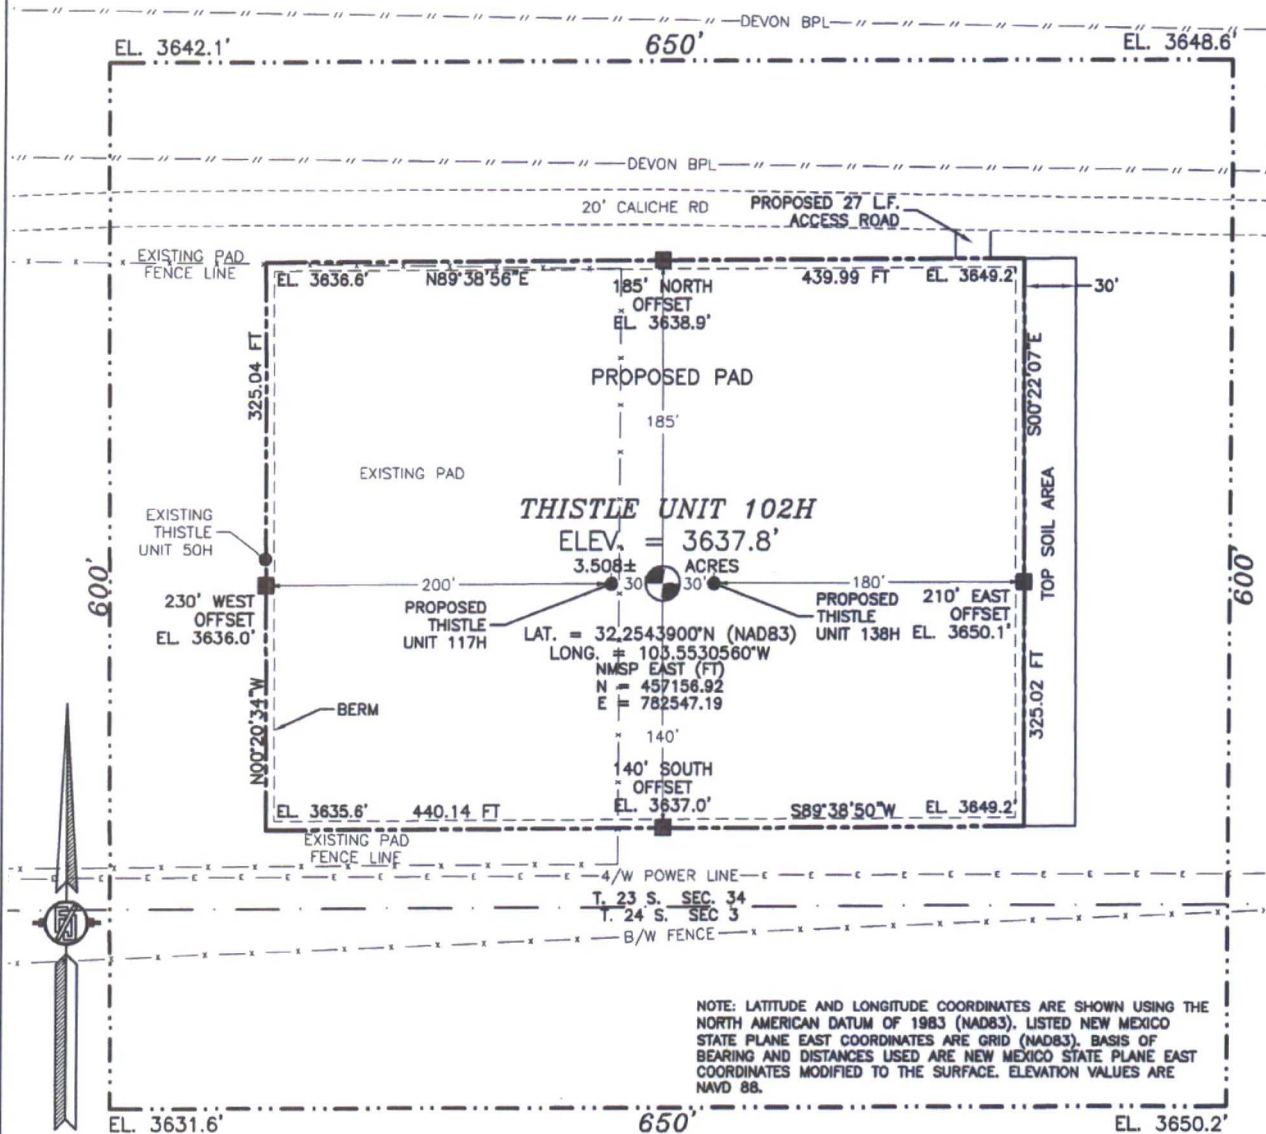 DEVON BPL
EL. 3642.1'
650'
EL. 3648.6'
DEVON BPL
20' CALICHE RD
PROPOSED 27 L.F.
ACCESS ROAD
EXISTING PAD
FENCE LINE
EL. 3636.6'
N89°38'56"E
185' NORTH
OFFSET
EL. 3638.9'
439.99 FT
EL. 3649.2'
30'
325.04 FT
S00°22'07"E
PROPOSED PAD
185'
EXISTING PAD
THISTLE UNIT 102H
ELEV. = 3637.8'
3.508± ACRES
EXISTING
THISTLE
UNIT 50H
TOP SOIL AREA
600'
600'
200'
30'
30'
180'
230' WEST
OFFSET
EL. 3636.0'
PROPOSED
THISTLE
UNIT 117H
PROPOSED
THISTLE
UNIT 138H
210' EAST
OFFSET
EL. 3650.1'
LAT. = 32.2543900°N (NAD83)
LONG. = 103.5530560°W
NMSP EAST (FT)
N = 457156.92
E = 782547.19
N00°20'34"W
BERM
325.02 FT
140'
140' SOUTH
OFFSET
EL. 3637.0'
EL. 3635.6'
440.14 FT
S89°38'50"W
EL. 3649.2'
EXISTING PAD
FENCE LINE
4/W POWER LINE
T. 23 S. SEC. 34
T. 24 S. SEC 3
B/W FENCE
NOTE: LATITUDE AND LONGITUDE COORDINATES ARE SHOWN USING THE
NORTH AMERICAN DATUM OF 1983 (NAD83). LISTED NEW MEXICO
STATE PLANE EAST COORDINATES ARE GRID (NAD83). BASIS OF
BEARING AND DISTANCES USED ARE NEW MEXICO STATE PLANE EAST
COORDINATES MODIFIED TO THE SURFACE. ELEVATION VALUES ARE
NAVD 88.
EL. 3631.6'
650'
EL. 3650.2'